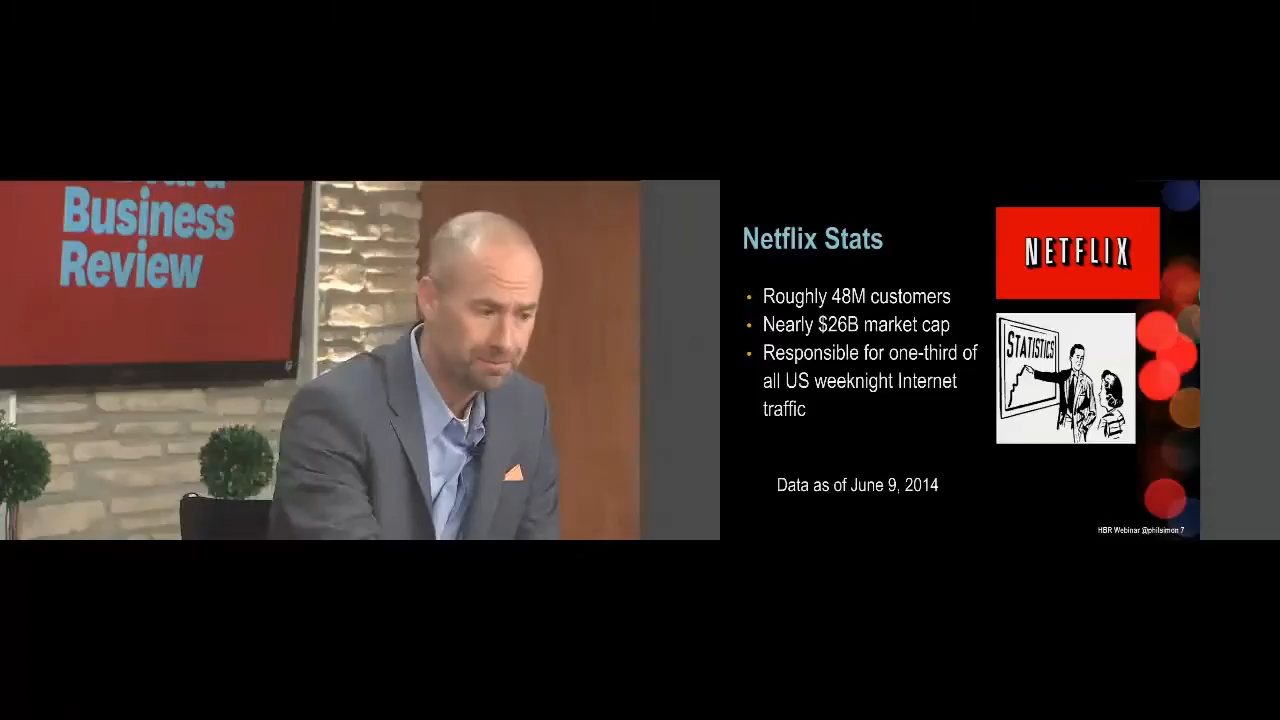 Business
Review
Netflix Stats
NETFLIX
• Roughly 48M customers
• Nearly $26B market cap
• Responsible for one-third of
all US weeknight Internet
traffic
STATISTICS
Data as of June 9, 2014
HBR Webinar @philsimon 7